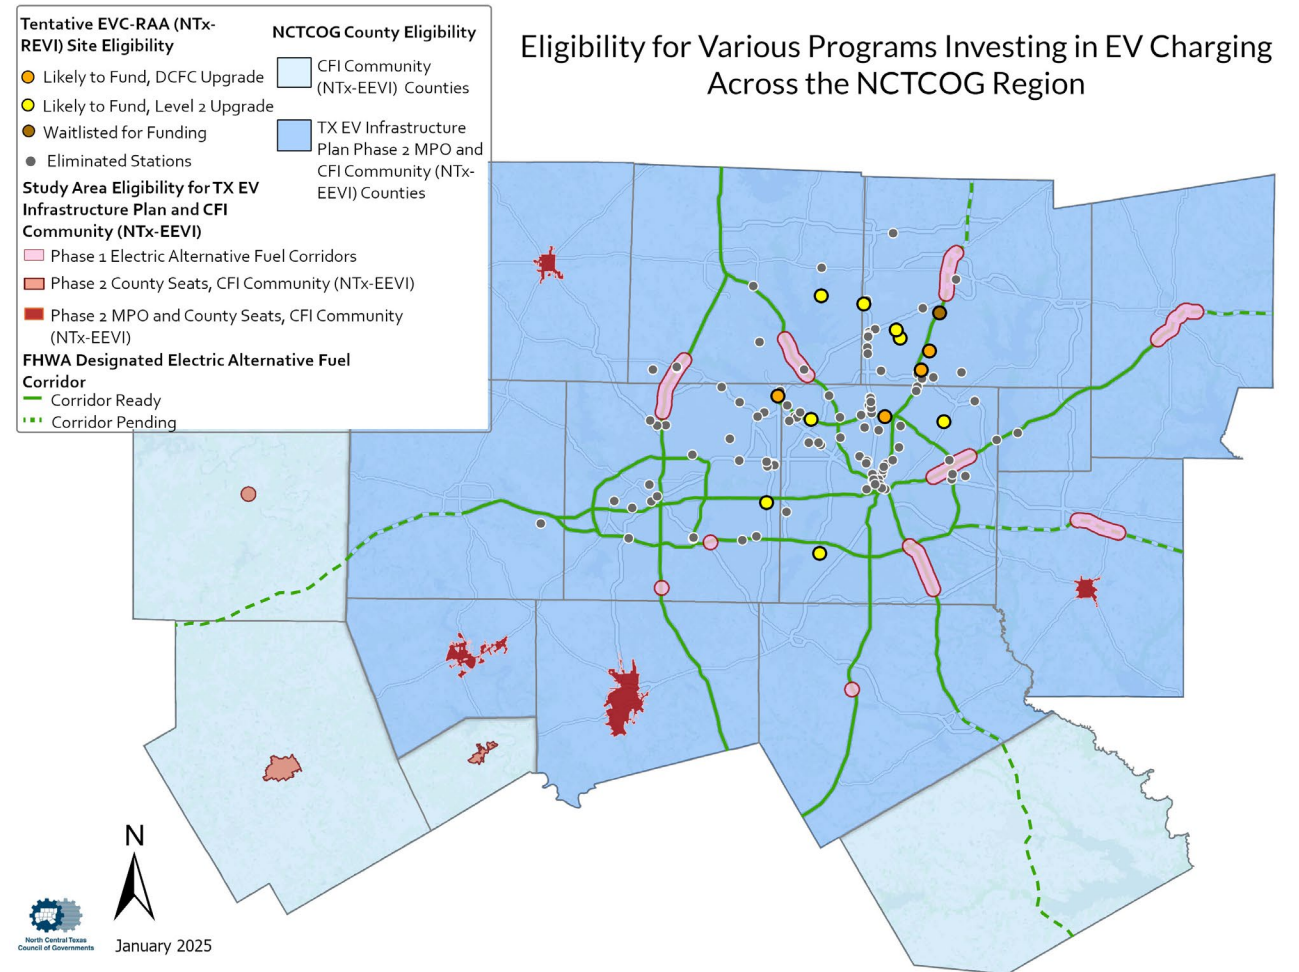 Eligibility for Various Programs Investing in EV Charging
Across the NCTCOG Region
Tentative EVC-RAA (NTx-
REVI) Site Eligibility
Likely to Fund, DCFC Upgrade
Likely to Fund, Level 2 Upgrade
Waitlisted for Funding
Eliminated Stations
Study Area Eligibility for TX EV
Infrastructure Plan and CFI
Community (NTx-EEVI)
Phase 1 Electric Alternative Fuel Corridors
Phase 2 County Seats, CFI Community (NTx-EEVI)
Phase 2 MPO and County Seats, CFI Community
(NTx-EEVI)
FHWA Designated Electric Alternative Fuel
Corridor
Corridor Ready
Corridor Pending
NCTCOG County Eligibility
CFI Community
(NTx-EEVI) Counties
TX EV Infrastructure
Plan Phase 2 MPO and
CFI Community (NTx-
EEVI) Counties
N
North Central Texas
Council of Governments
January 2025